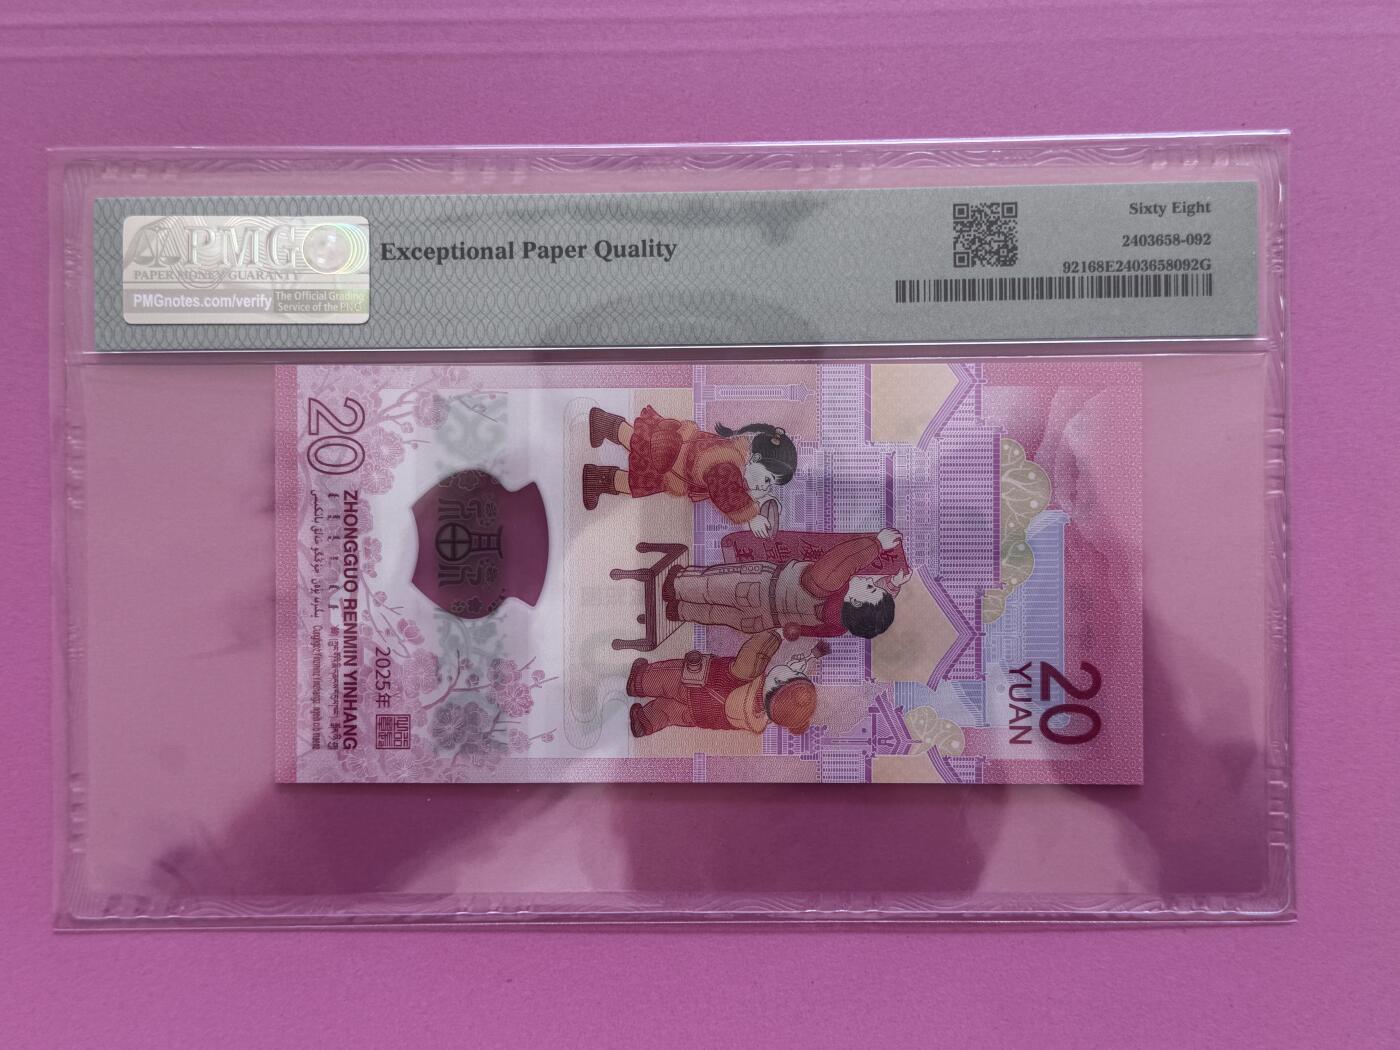 PMG
PAPER MONEY GUARANTY
PMGnotes.com/verify
The Official Grading
Service of the PNG
Exceptional Paper Quality
Sixty Eight
2403658-092
92168E2403658092G
20
ZHONGGUO RENMIN YINHANG
2025年
20
YUAN